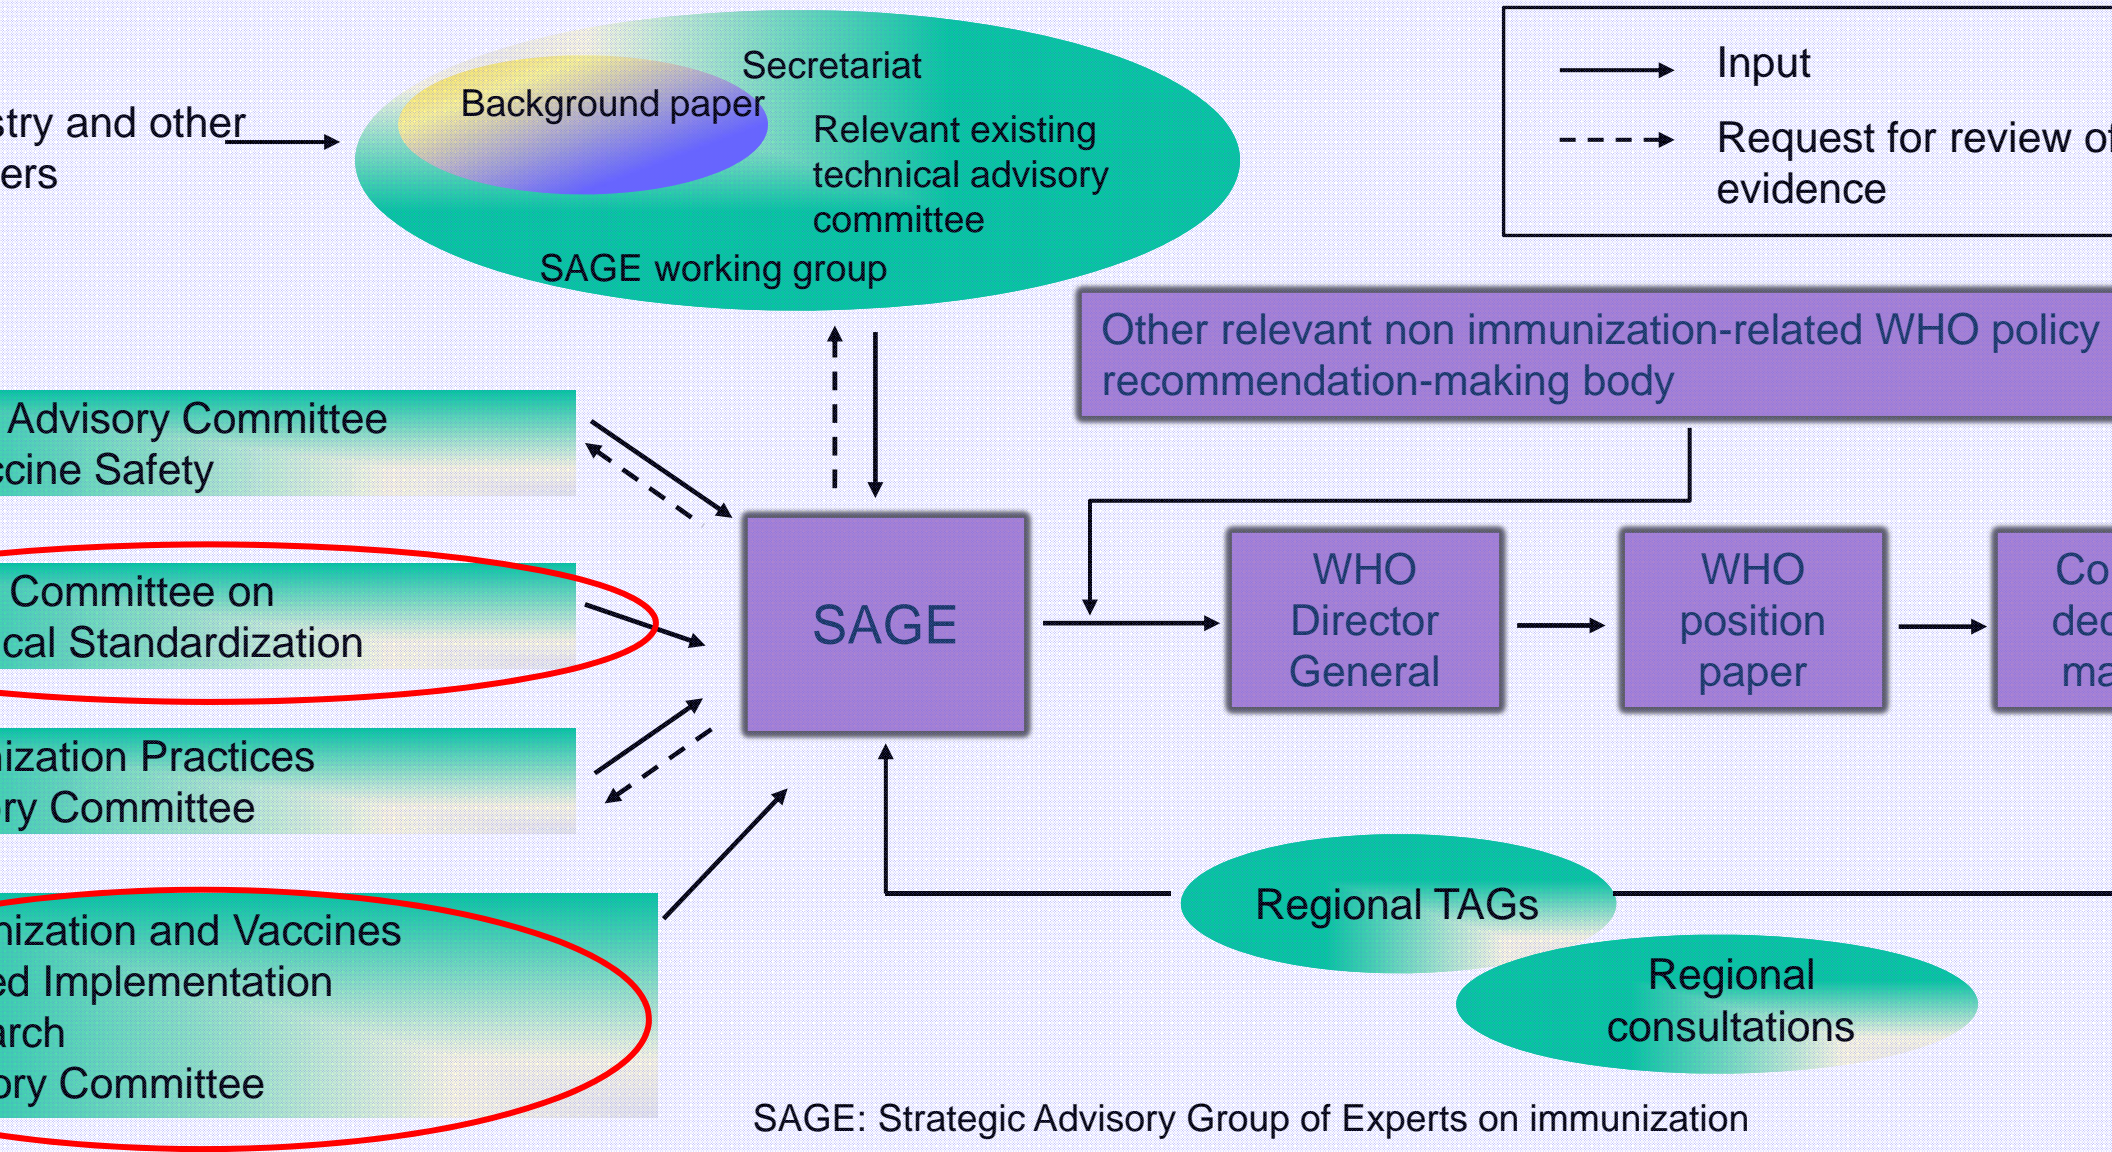 Secretariat
Background paper
stry and other
ers
Relevant existing
technical advisory
committee
SAGE working group
Input
Request for review of
evidence
Other relevant non immunization-related WHO policy
recommendation-making body
Advisory Committee
ccine Safety
Committee on
cal Standardization
nization Practices
ory Committee
nization and Vaccines
ed Implementation
arch
ory Committee
SAGE
WHO
Director
General
WHO
position
paper
Co
dec
ma
Regional TAGs
Regional
consultations
SAGE: Strategic Advisory Group of Experts on immunization